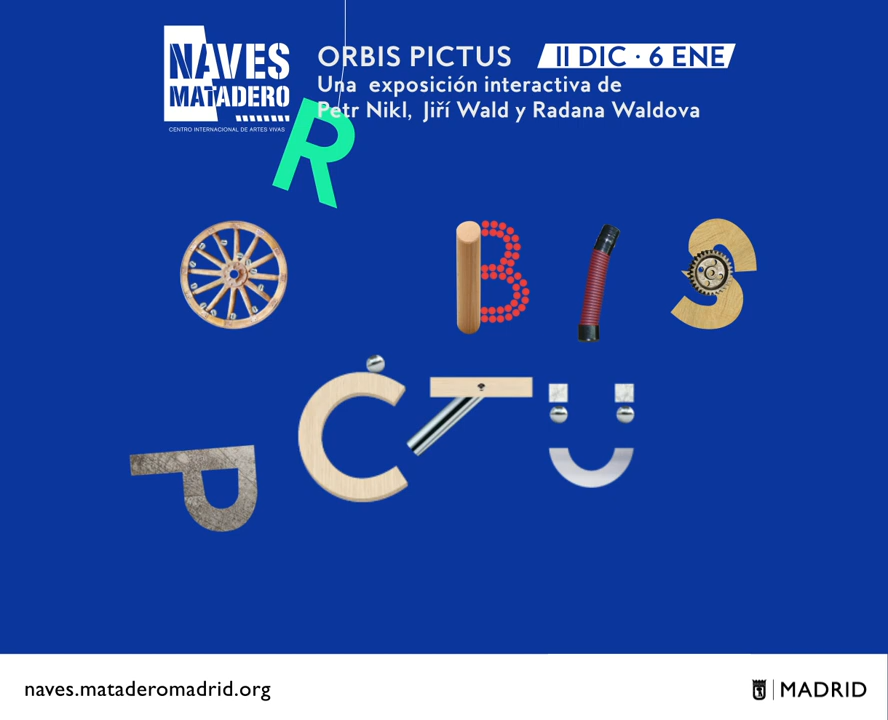 NAVES
MATADERO
CENTRO INTERNACIONAL DE ARTES VIVAS
ORBIS PICTUS
II DIC · 6 ENE
Una exposición interactiva de
Petr Nikl, Jiří Wald y Radana Waldova
R
O B I S
P C T U
naves.mataderomadrid.org
MADRID